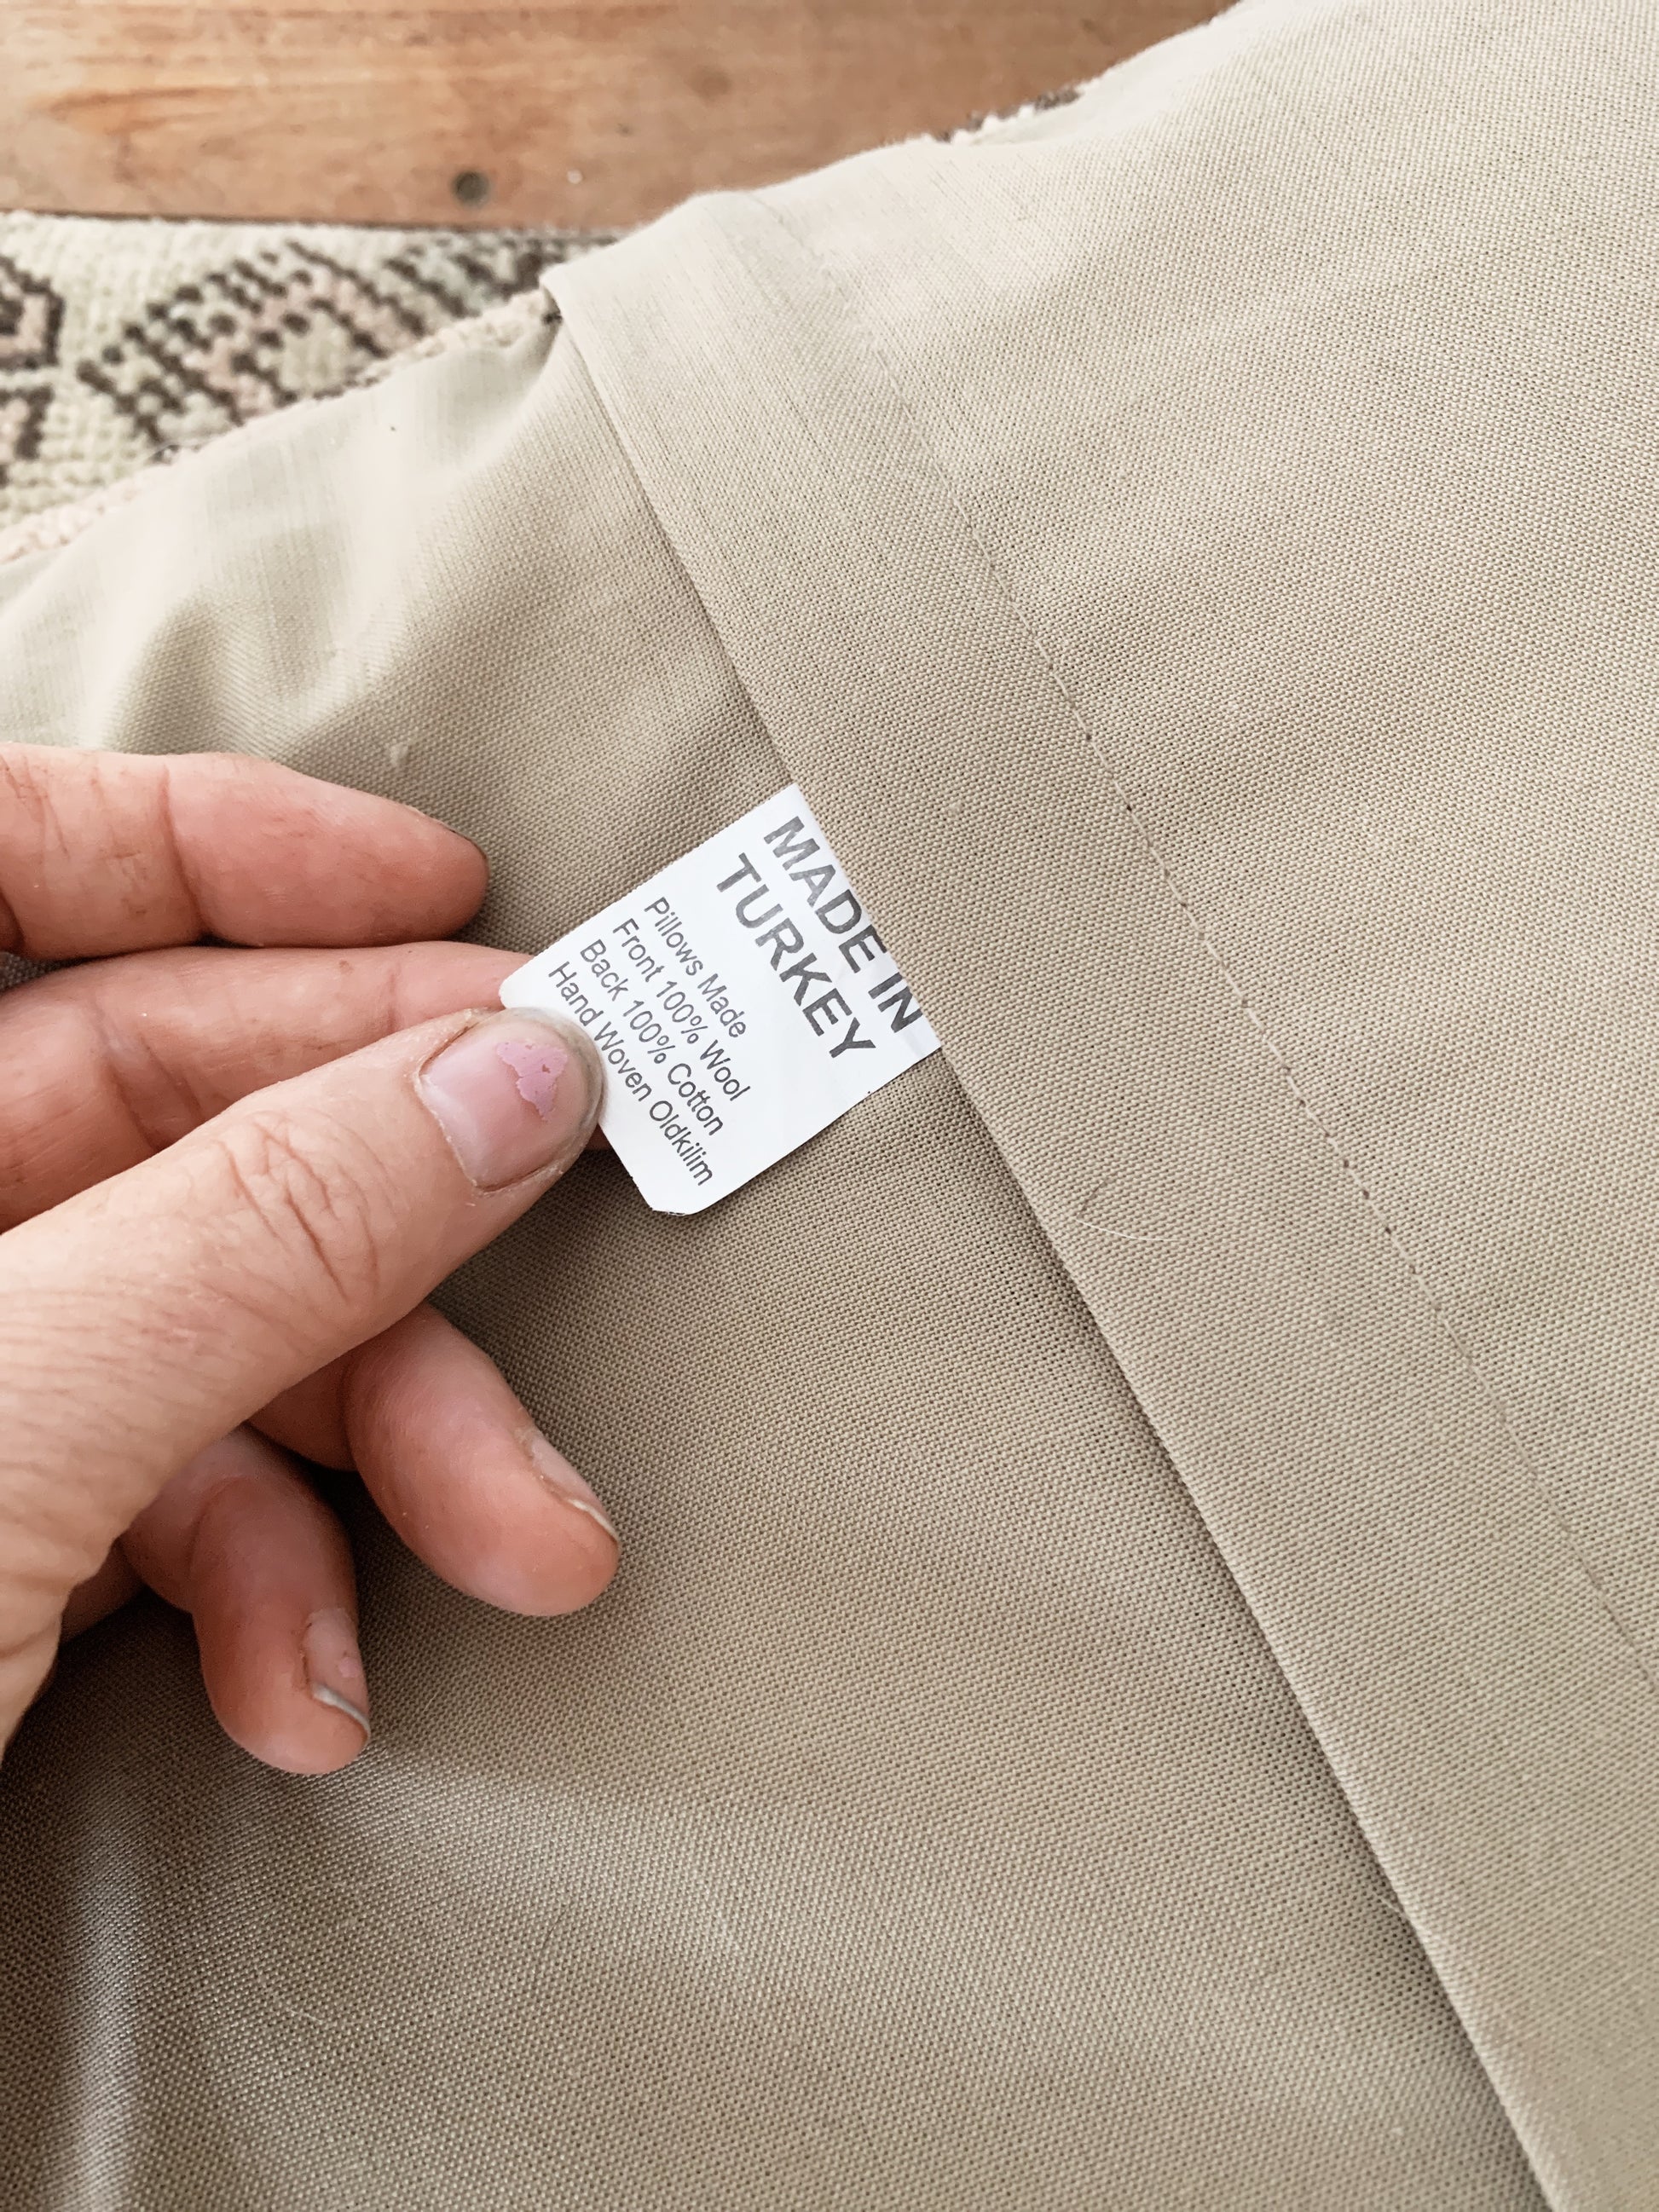 MADE IN
TURKEY
Pillows Made
Front 100% Wool
Back 100% Cotton
Hand Woven Oldkilim